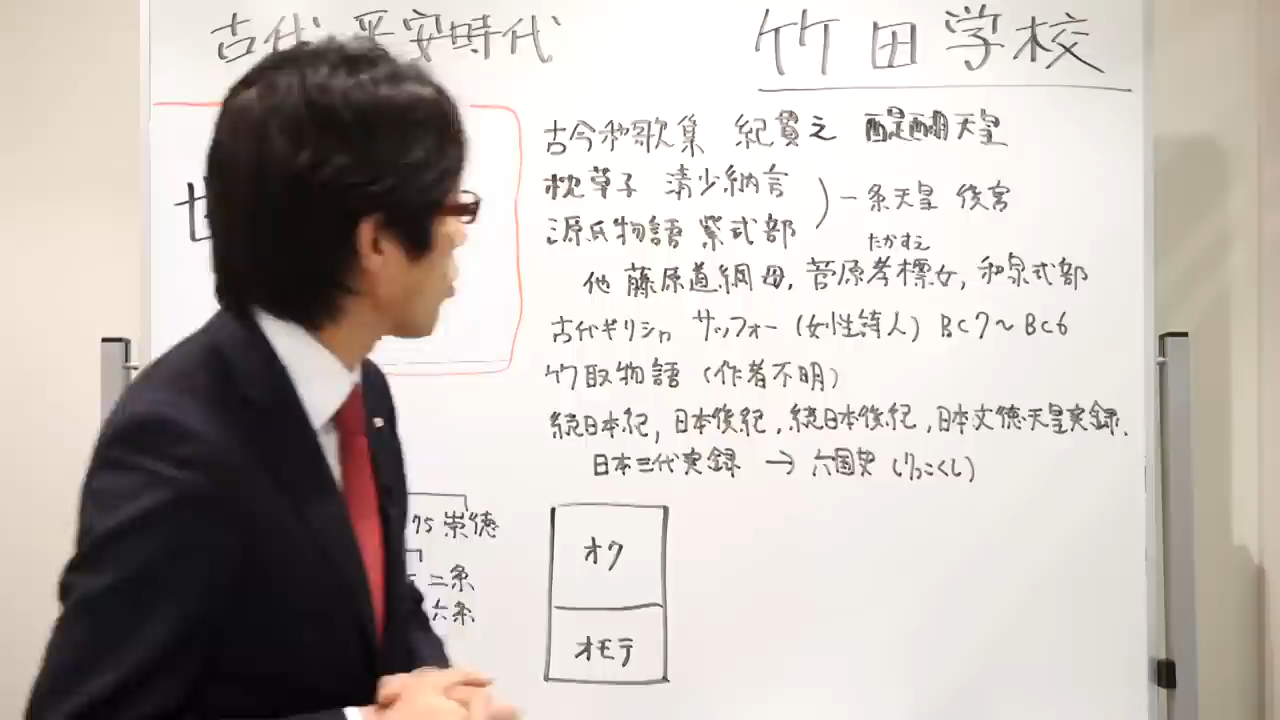 古代 平安時代
竹田学校
古今和歌集 紀貫之 醍醐天皇
枕草子 清少納言
一条天皇 後宮
源氏物語 紫式部
たかすえ
他 藤原道綱母, 菅原孝標女, 和泉式部
古代ギリシャ サッフォー (女性詩人) BC7~BC6
竹取物語 (作者不明)
続日本紀, 日本後紀, 続日本後紀, 日本文徳天皇実録,
日本三代実録 → 六国史 (りっこくし)
75 崇徳
二条
六条
オク
オモテ